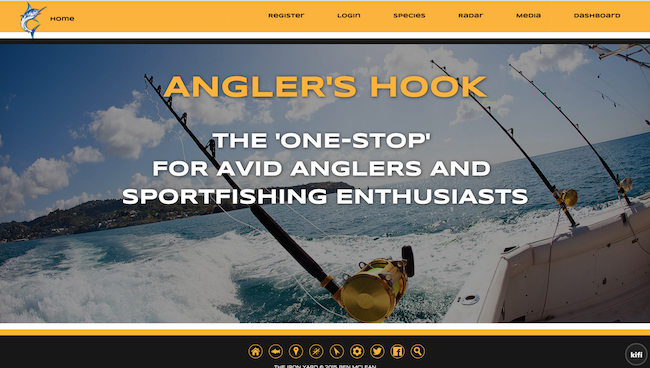 Home
Register
Login
Species
Radar
Media
Dashboard
ANGLER'S HOOK
THE 'ONE-STOP'
FOR AVID ANGLERS AND
SPORTFISHING ENTHUSIASTS
THE IRON YARD © 2015 BEN MCLEAN
kifi